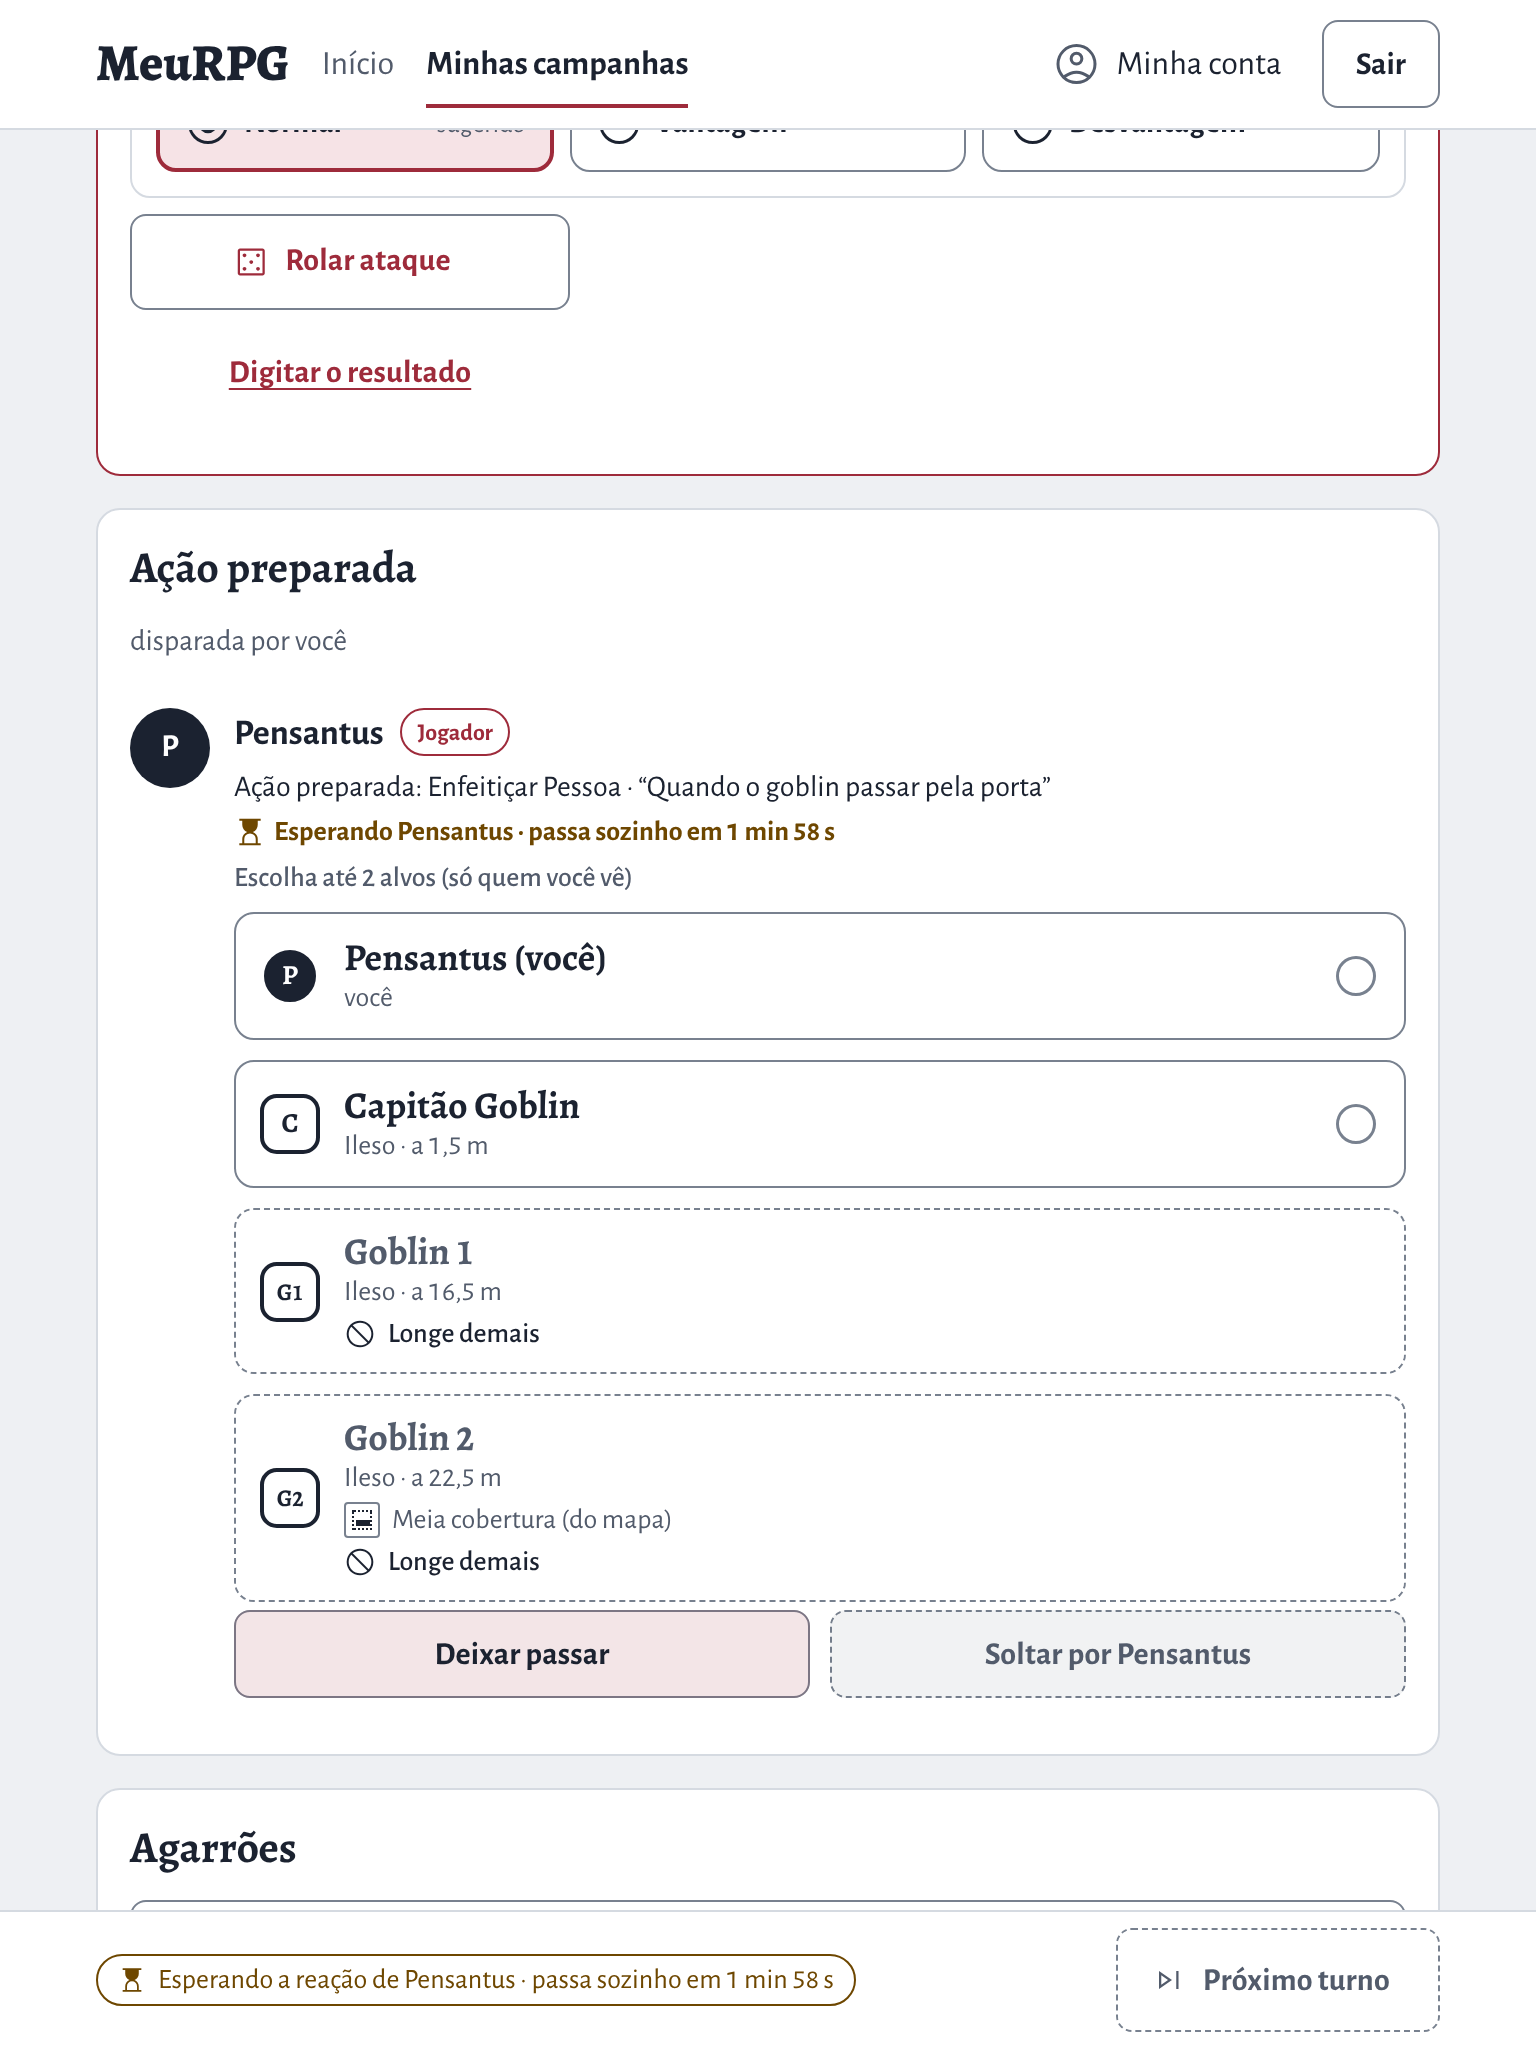 MeuRPG
Início
Minhas campanhas
Minha conta
Sair
Normal
sugerido
Vantagem
Desvantagem
Rolar ataque
Digitar o resultado
Ação preparada
disparada por você
P
Pensantus
Jogador
Ação preparada: Enfeitiçar Pessoa · “Quando o goblin passar pela porta”
Esperando Pensantus · passa sozinho em 1 min 58 s
Escolha até 2 alvos (só quem você vê)
P
Pensantus (você)
você
C
Capitão Goblin
Ileso · a 1,5 m
G1
Goblin 1
Ileso · a 16,5 m
Longe demais
G2
Goblin 2
Ileso · a 22,5 m
Meia cobertura (do mapa)
Longe demais
Deixar passar
Soltar por Pensantus
Agarrões
Esperando a reação de Pensantus · passa sozinho em 1 min 58 s
Próximo turno